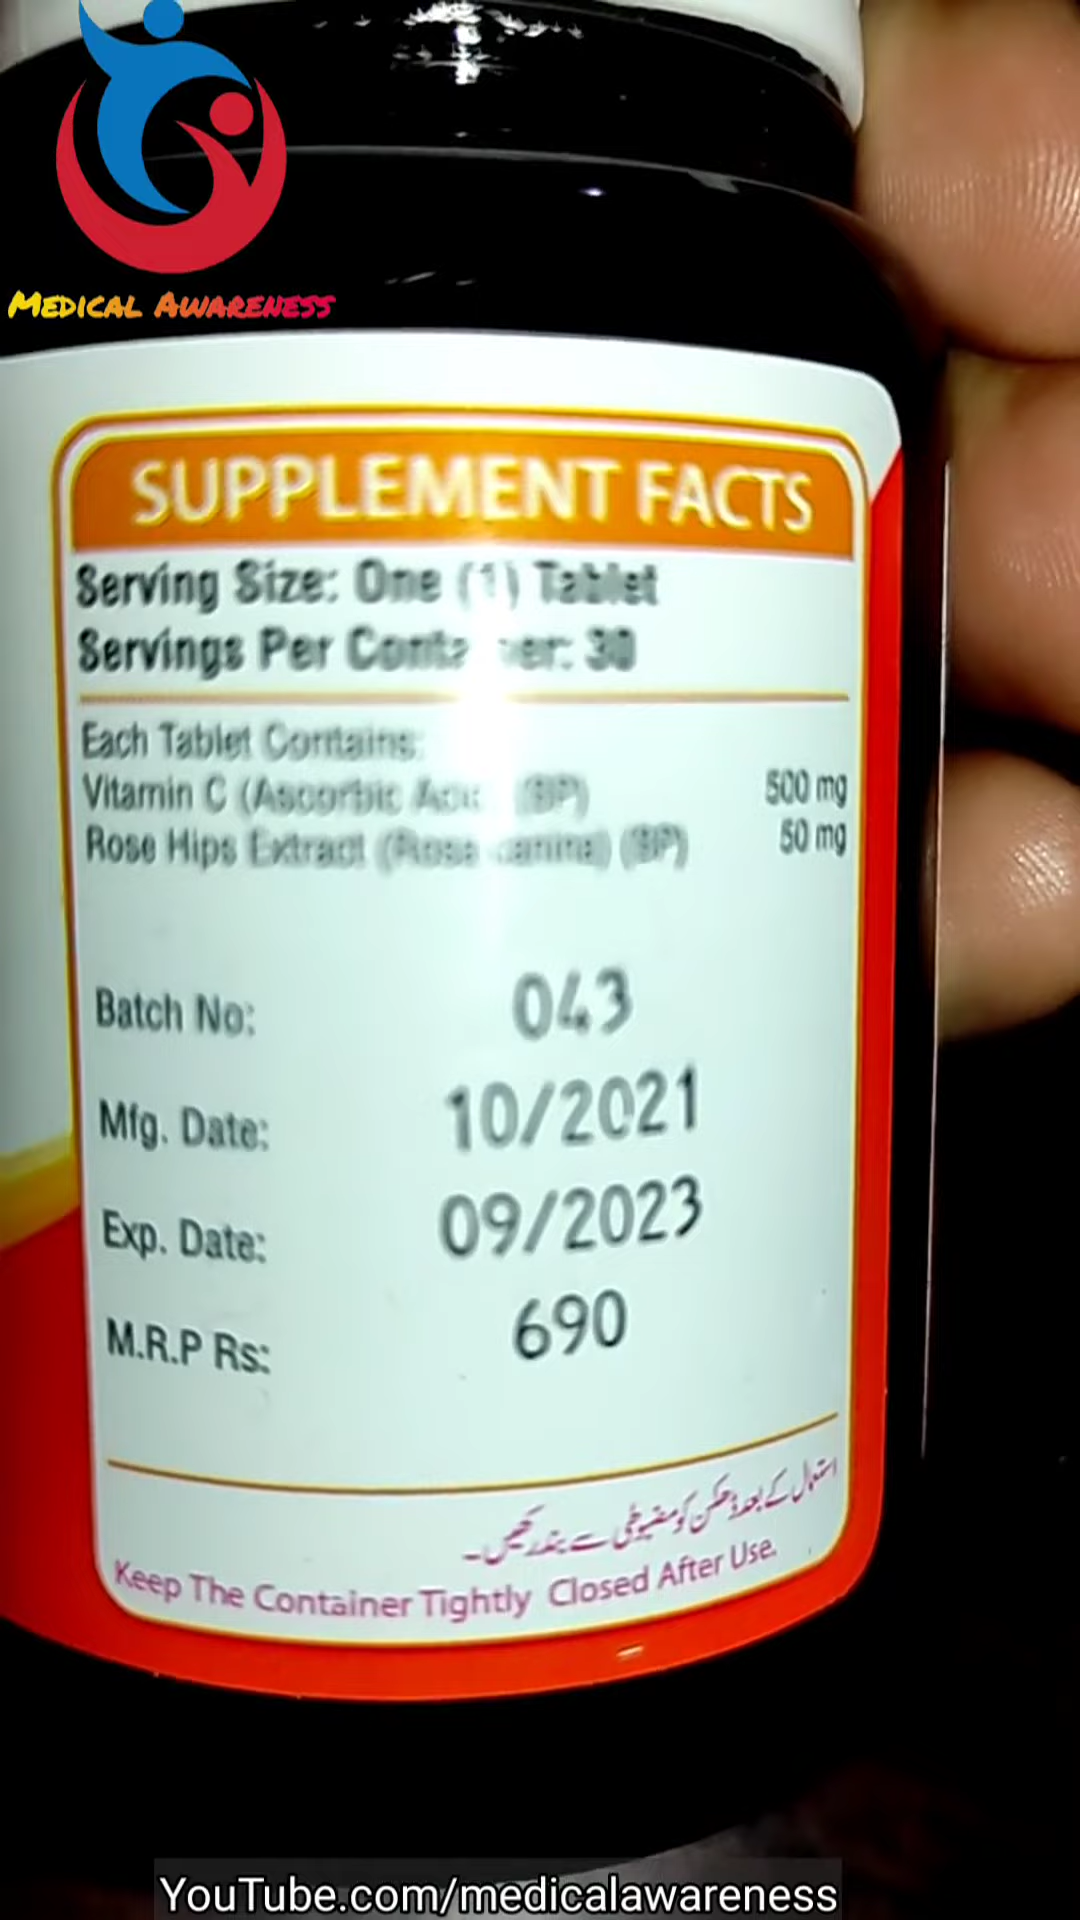 MEDICAL AWARENESS
SUPPLEMENT FACTS
Serving Size: One (1) Tablet
Servings Per Container: 30
Each Tablet Contains:
Vitamin C (Ascorbic Acid) (BP) 500 mg
Rose Hips Extract (Rosa canina) (BP) 50 mg
Batch No: 043
Mfg. Date: 10/2021
Exp. Date: 09/2023
M.R.P Rs: 690
استعمال کے بعد ڈھکن کو مضبوطی سے بند رکھیں۔
Keep The Container Tightly Closed After Use.
YouTube.com/medicalawareness